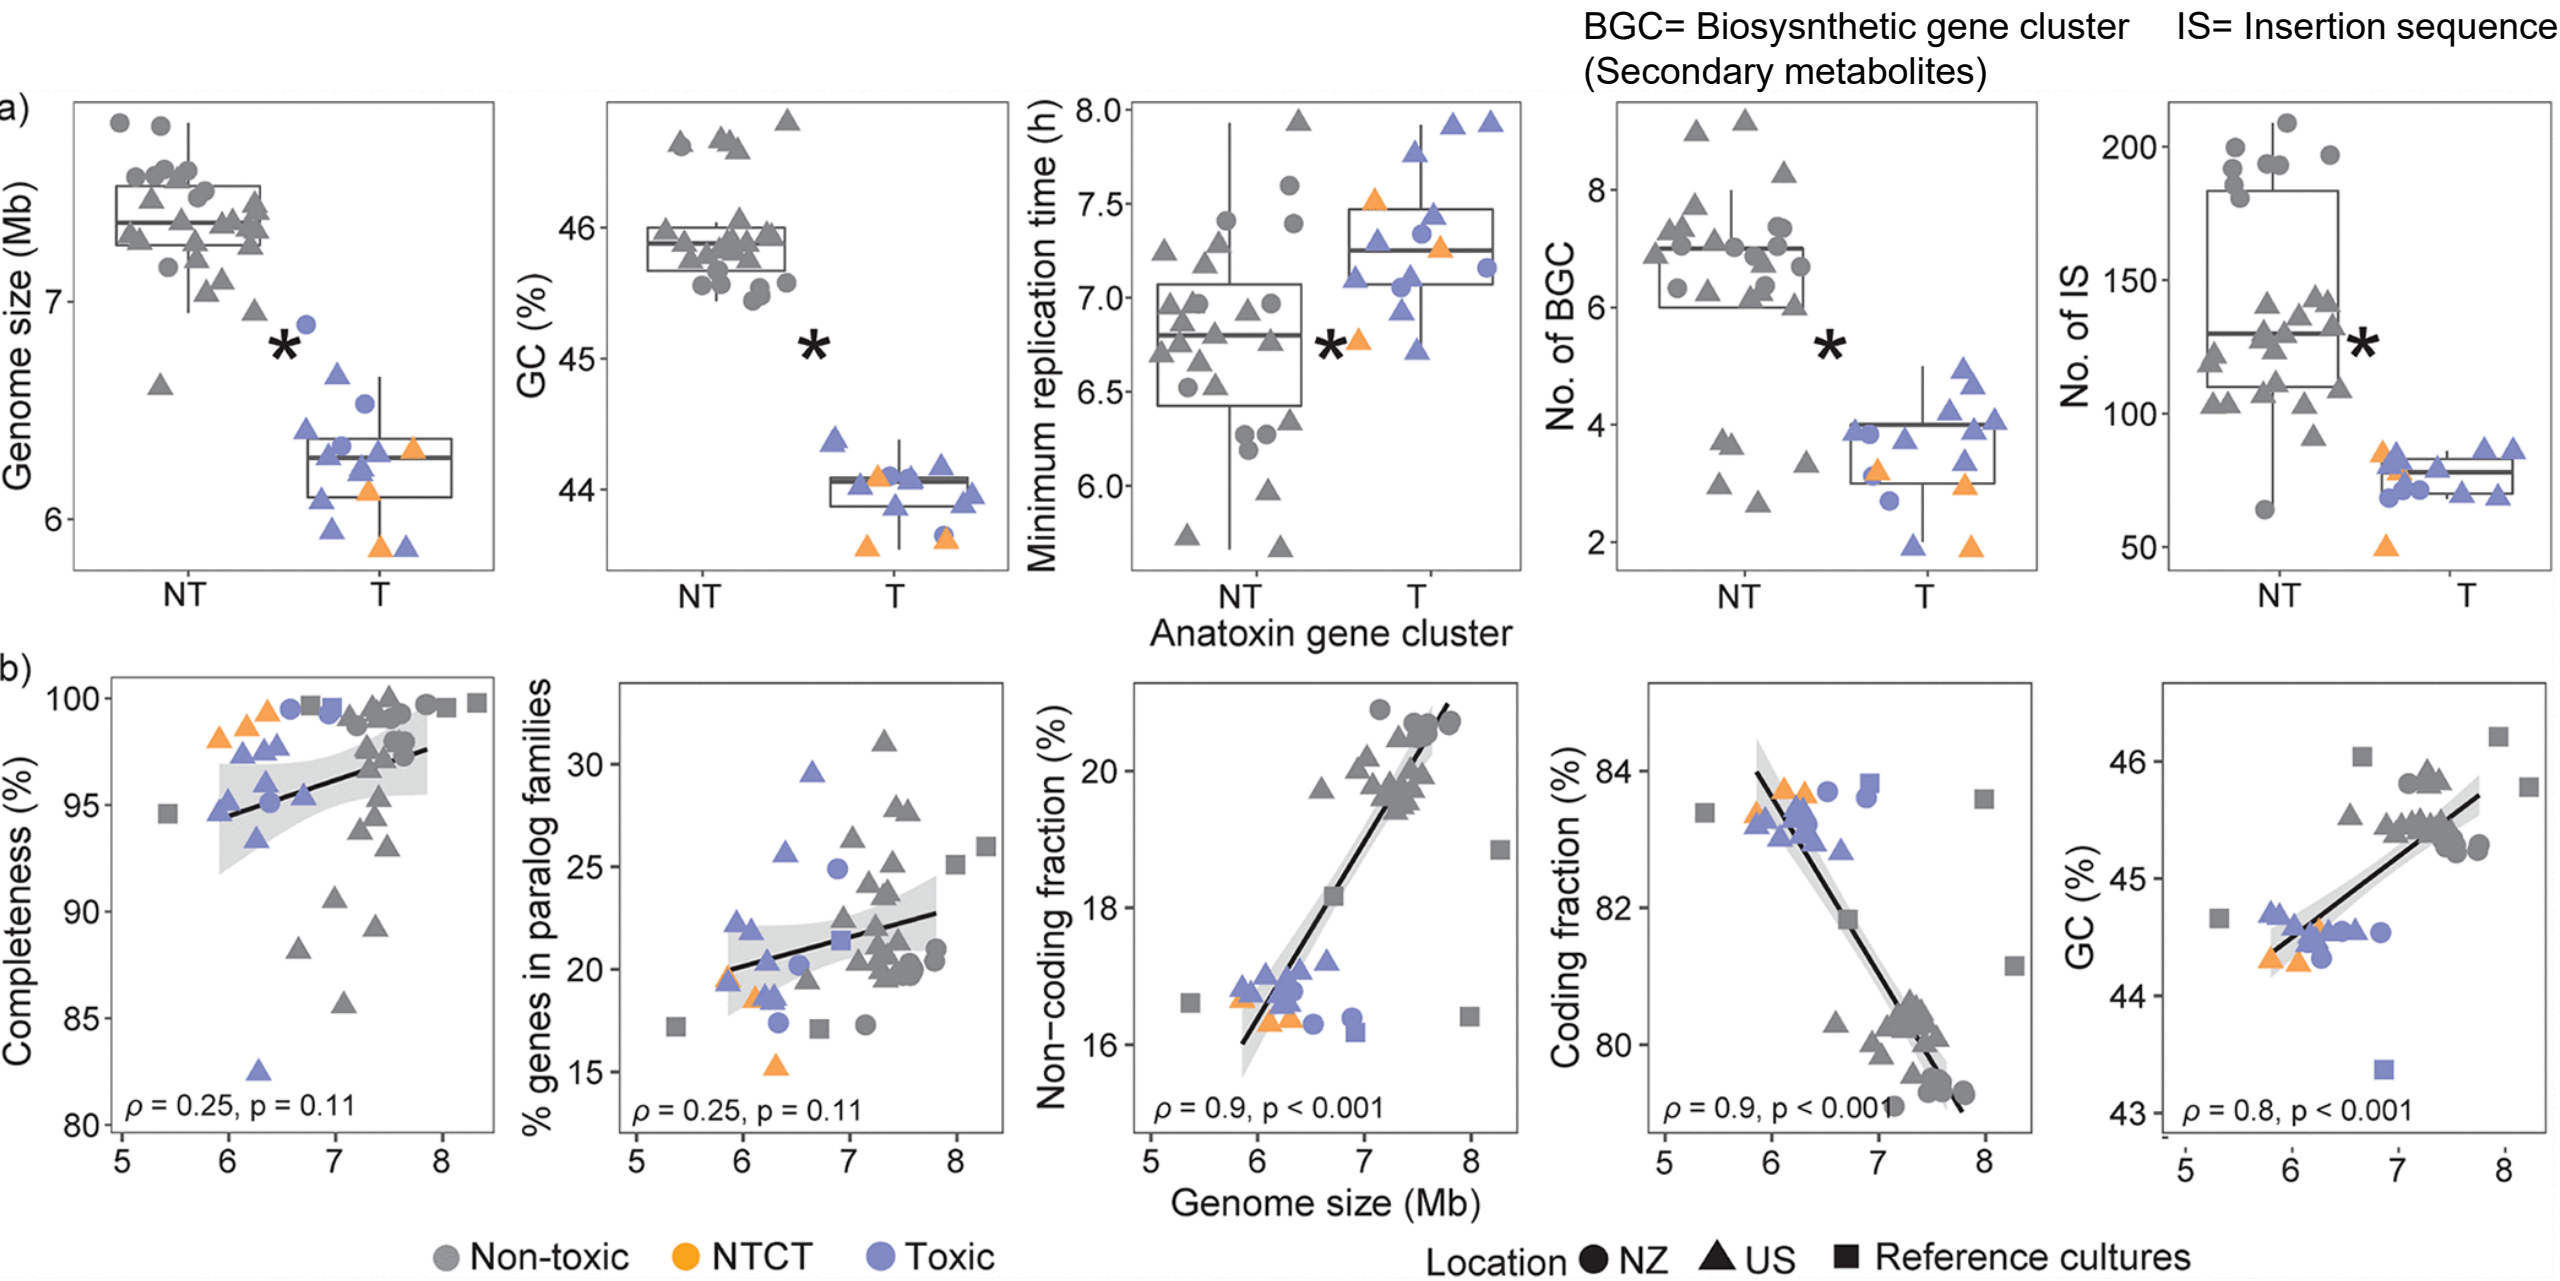 BGC= Biosysnthetic gene cluster IS= Insertion sequence
(Secondary metabolites)
a)
Genome size (Mb)
7
6
NT T
GC (%)
46
45
44
NT T
Minimum replication time (h)
8.0
7.5
7.0
6.5
6.0
NT T
No. of BGC
8
6
4
2
NT T
No. of IS
200
150
100
50
NT T
*
*
*
*
*
Anatoxin gene cluster
b)
Completeness (%)
100
95
90
85
80
ρ = 0.25, p = 0.11
5 6 7 8
% genes in paralog families
30
25
20
15
ρ = 0.25, p = 0.11
5 6 7 8
Non−coding fraction (%)
20
18
16
ρ = 0.9, p < 0.001
5 6 7 8
Coding fraction (%)
84
82
80
ρ = 0.9, p < 0.001
5 6 7 8
GC (%)
46
45
44
43
ρ = 0.8, p < 0.001
5 6 7 8
Genome size (Mb)
Non-toxic NTCT Toxic
Location NZ US Reference cultures